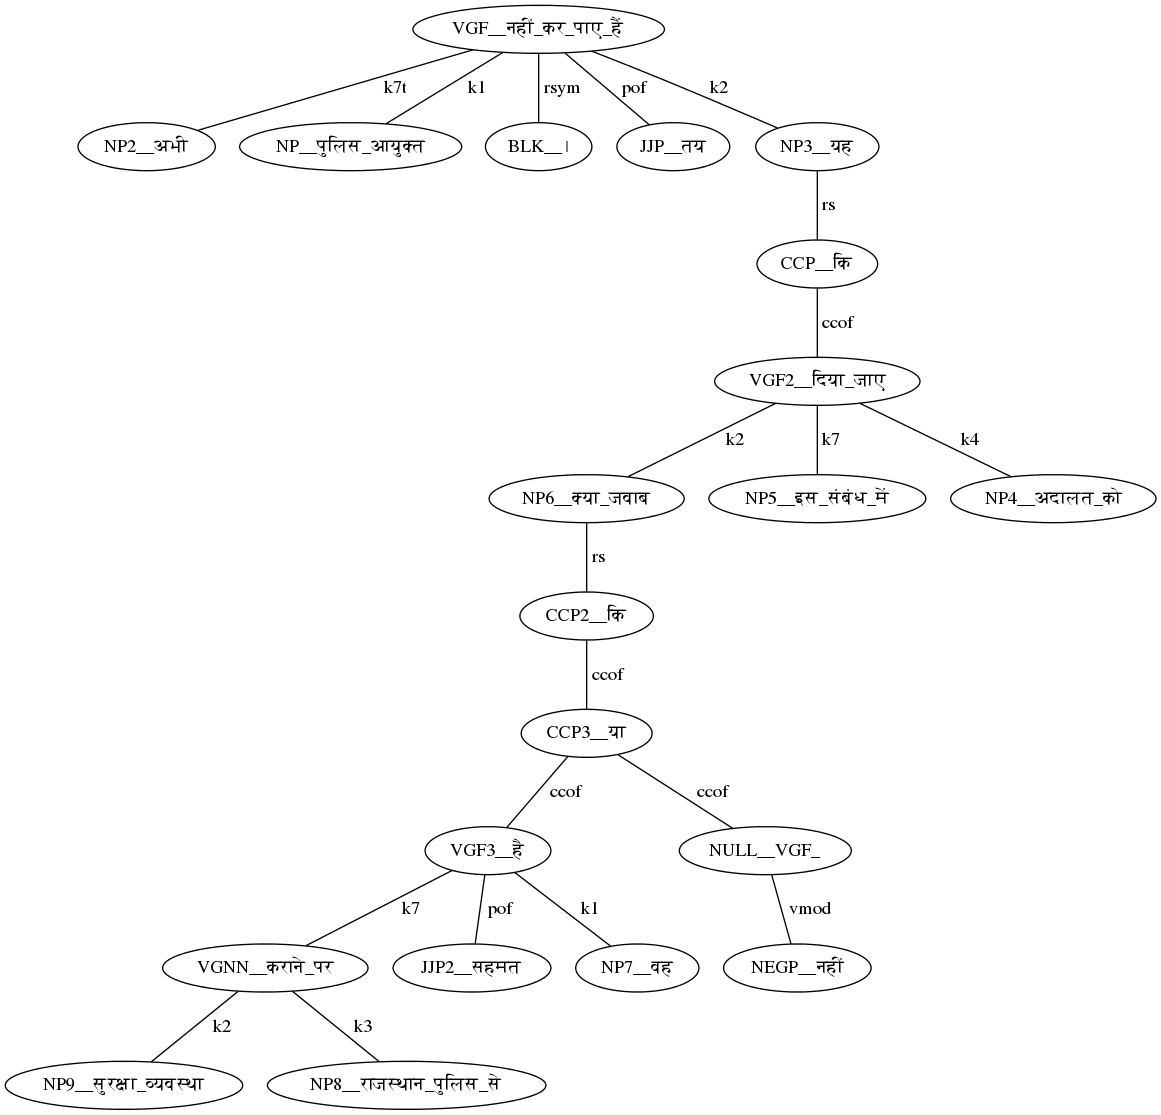 VGF__नहीं_कर_पाए_हैं
k7t k1 rsym pof k2
NP2__अभी NP__पुलिस_आयुक्त BLK__। JJP__तय NP3__यह
rs
CCP__कि
ccof
VGF2__दिया_जाए
k2 k7 k4
NP6__क्या_जवाब NP5__इस_संबंध_में NP4__अदालत_को
rs
CCP2__कि
ccof
CCP3__या
ccof ccof
VGF3__है NULL__VGF_
k7 pof k1 vmod
VGNN__कराने_पर JJP2__सहमत NP7__वह NEGP__नहीं
k2 k3
NP9__सुरक्षा_व्यवस्था NP8__राजस्थान_पुलिस_से